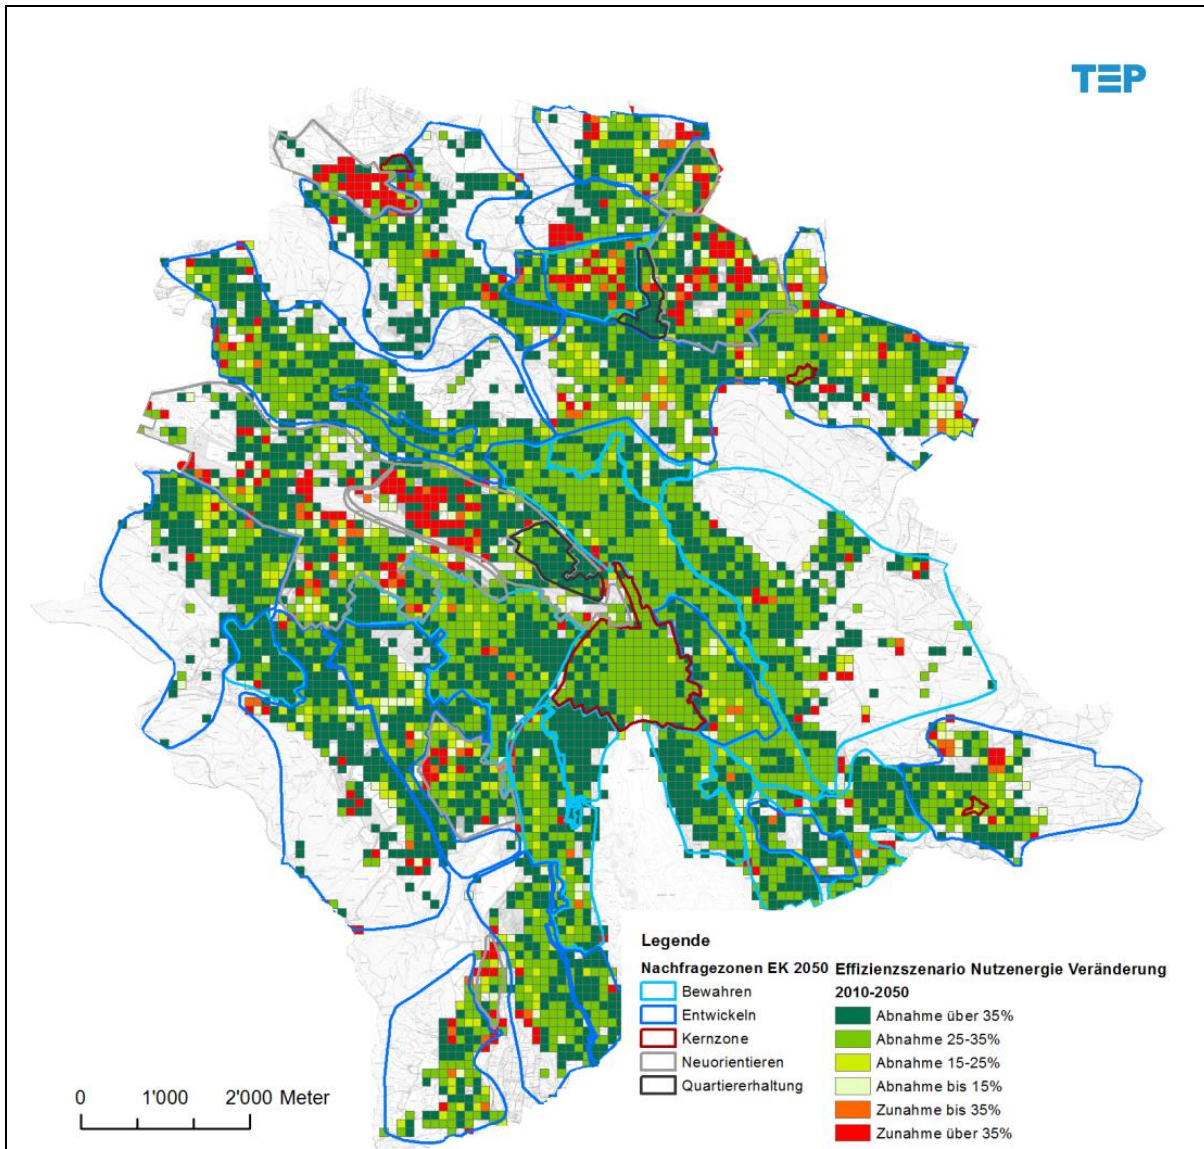 TEP
Legende
Nachfragezonen EK 2050
Bewahren
Entwickeln
Kernzone
Neuorientieren
Quartiererhaltung
Effizienzszenario Nutzenergie Veränderung
2010-2050
Abnahme über 35%
Abnahme 25-35%
Abnahme 15-25%
Abnahme bis 15%
Zunahme bis 35%
Zunahme über 35%
0 1'000 2'000 Meter